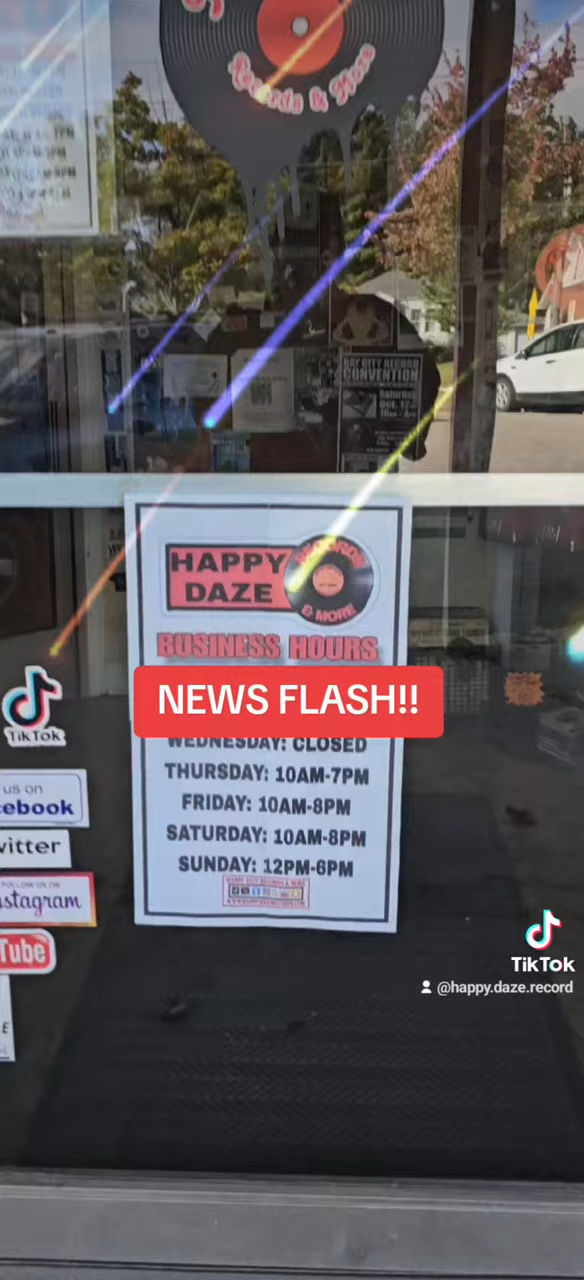 Records & More
BAY CITY RECORD
CONVENTION
Saturday
HAPPY
DAZE
RECORDS
& MORE
BUSINESS HOURS
NEWS FLASH!!
WEDNESDAY: CLOSED
THURSDAY: 10AM-7PM
FRIDAY: 10AM-8PM
SATURDAY: 10AM-8PM
SUNDAY: 12PM-6PM
TikTok
us on
cebook
witter
stagram
Tube
TikTok
@happy.daze.record